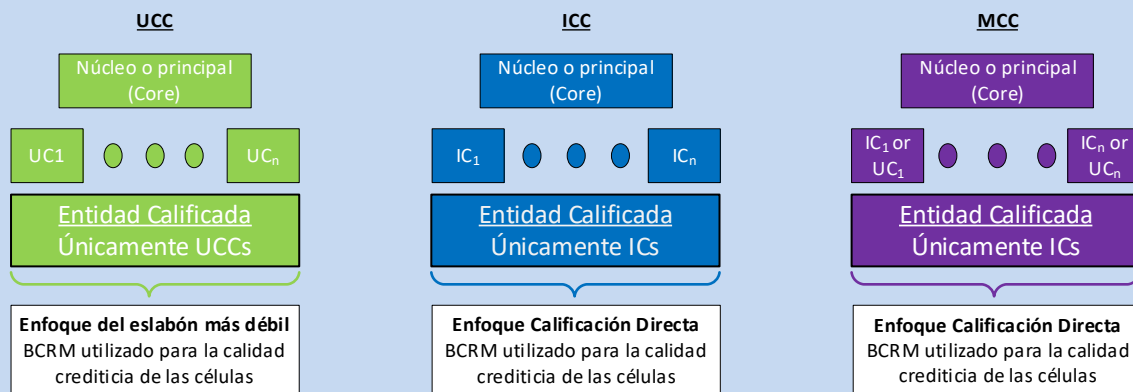 UCC
Núcleo o principal
(Core)
UC1
UCn
Entidad Calificada
Únicamente UCCs
Enfoque del eslabón más débil
BCRM utilizado para la calidad
crediticia de las células
ICC
Núcleo o principal
(Core)
IC1
ICn
Entidad Calificada
Únicamente ICs
Enfoque Calificación Directa
BCRM utilizado para la calidad
crediticia de las células
MCC
Núcleo o principal
(Core)
IC1 or
UC1
ICn or
UCn
Entidad Calificada
Únicamente ICs
Enfoque Calificación Directa
BCRM utilizado para la calidad
crediticia de las células